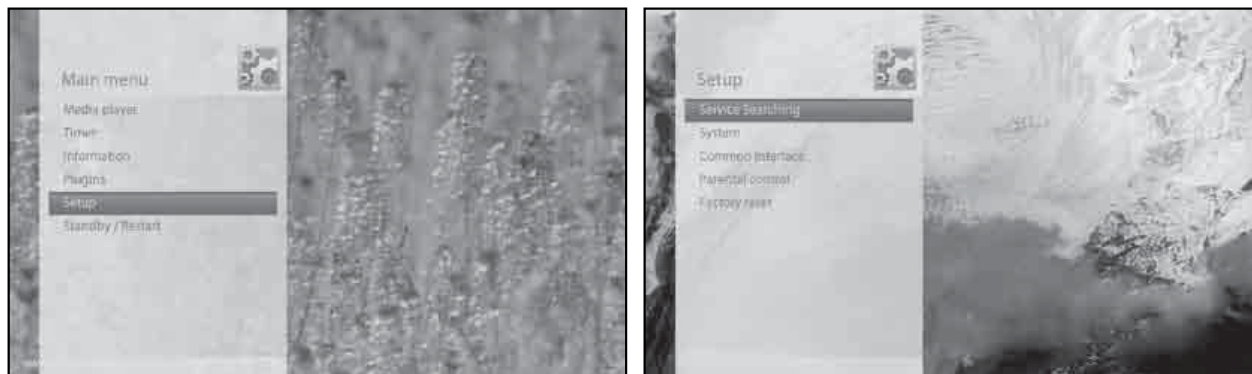 Main menu
Media player
Timer
Information
Plugins
Setup
Standby / Restart
Setup
Service Searching
System
Common Interface
Parental control
Factory reset